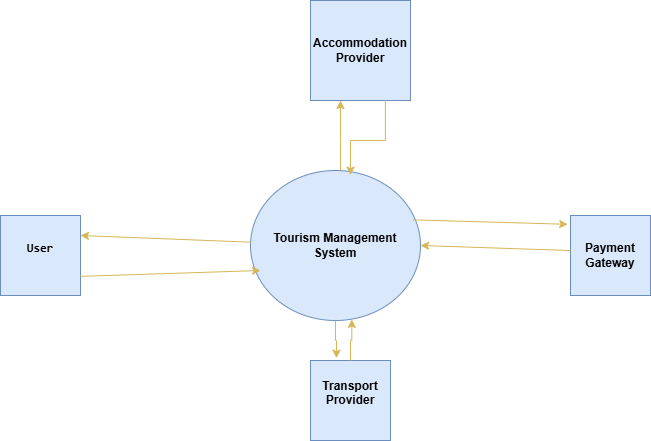 Accommodation
Provider
User
Tourism Management
System
Payment
Gateway
Transport
Provider